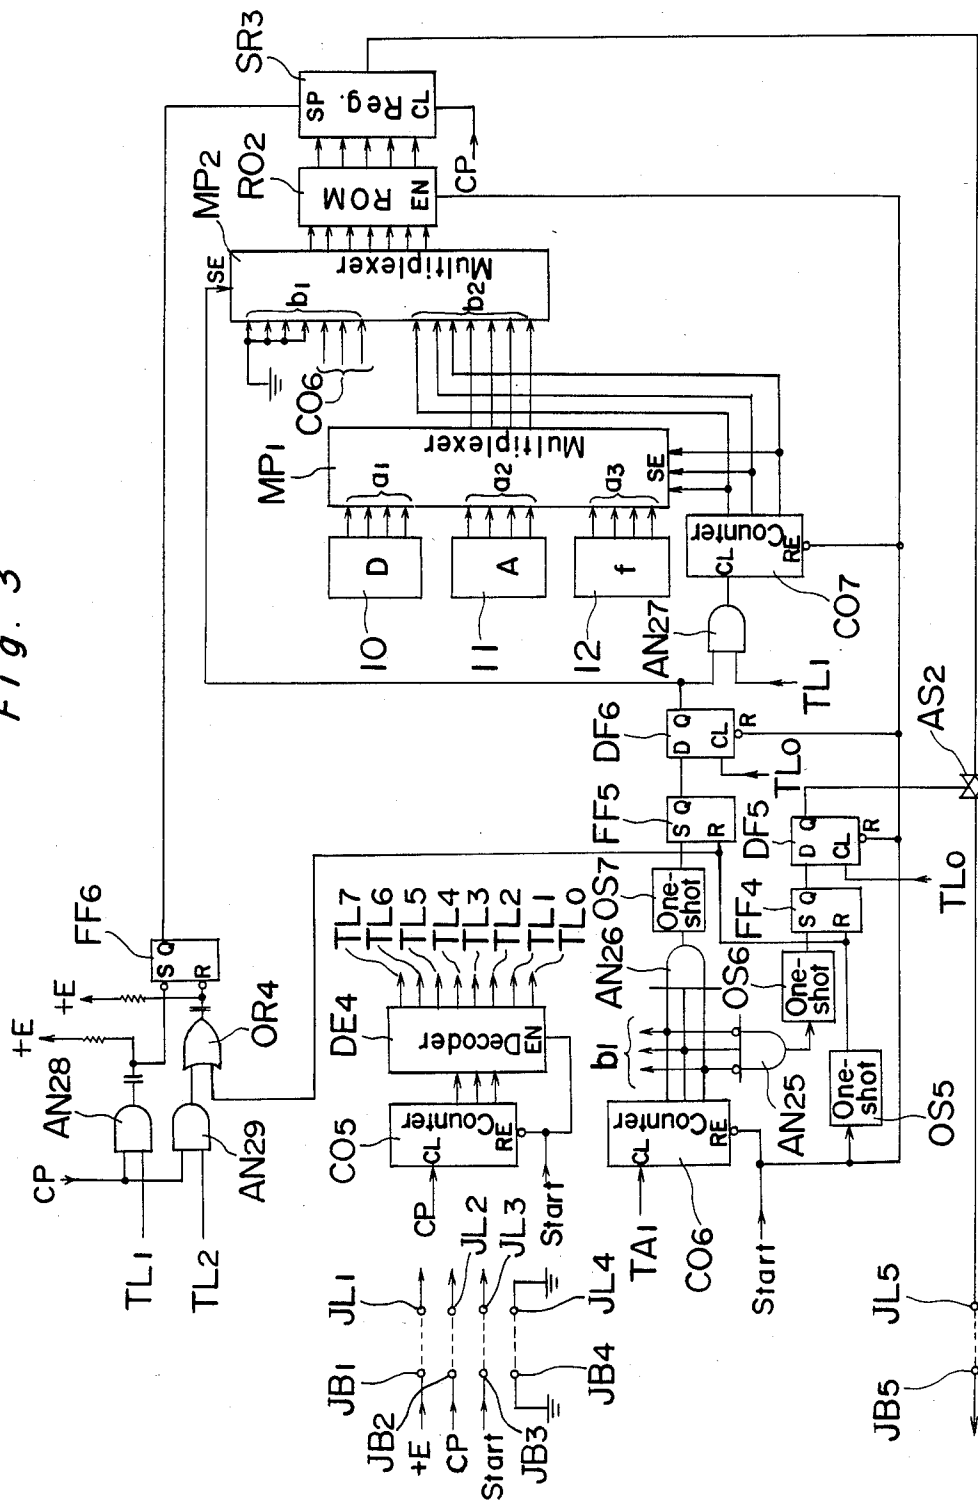 Fig. 3
TL1
TL2
CP
AN28
AN29
+E
+E
OR4
FF6
S Q
R
SR3
SP
Reg.
CL
CP
RO2
ROM
EN
MP2
SE
Multiplexer
b1
b2
CO6
MP1
Multiplexer
a1
a2
a3
SE
D
A
f
10
11
12
Counter
CL
RE
CO7
AN27
TL1
DF6
D Q
CL
R
TL0
FF5
S Q
R
OS7
One-shot
AN26
b1
AN25
OS6
One-shot
FF4
S Q
R
DF5
D Q
CL
R
TL0
AS2
OS5
One-shot
DE4
Decoder
EN
TL7
TL6
TL5
TL4
TL3
TL2
TL1
TL0
CO5
Counter
CL
RE
CP
Start
CO6
Counter
CL
RE
TA1
Start
JB1
JL1
JB2
JL2
JB3
JL3
JB4
JL4
+E
CP
Start
JB5
JL5